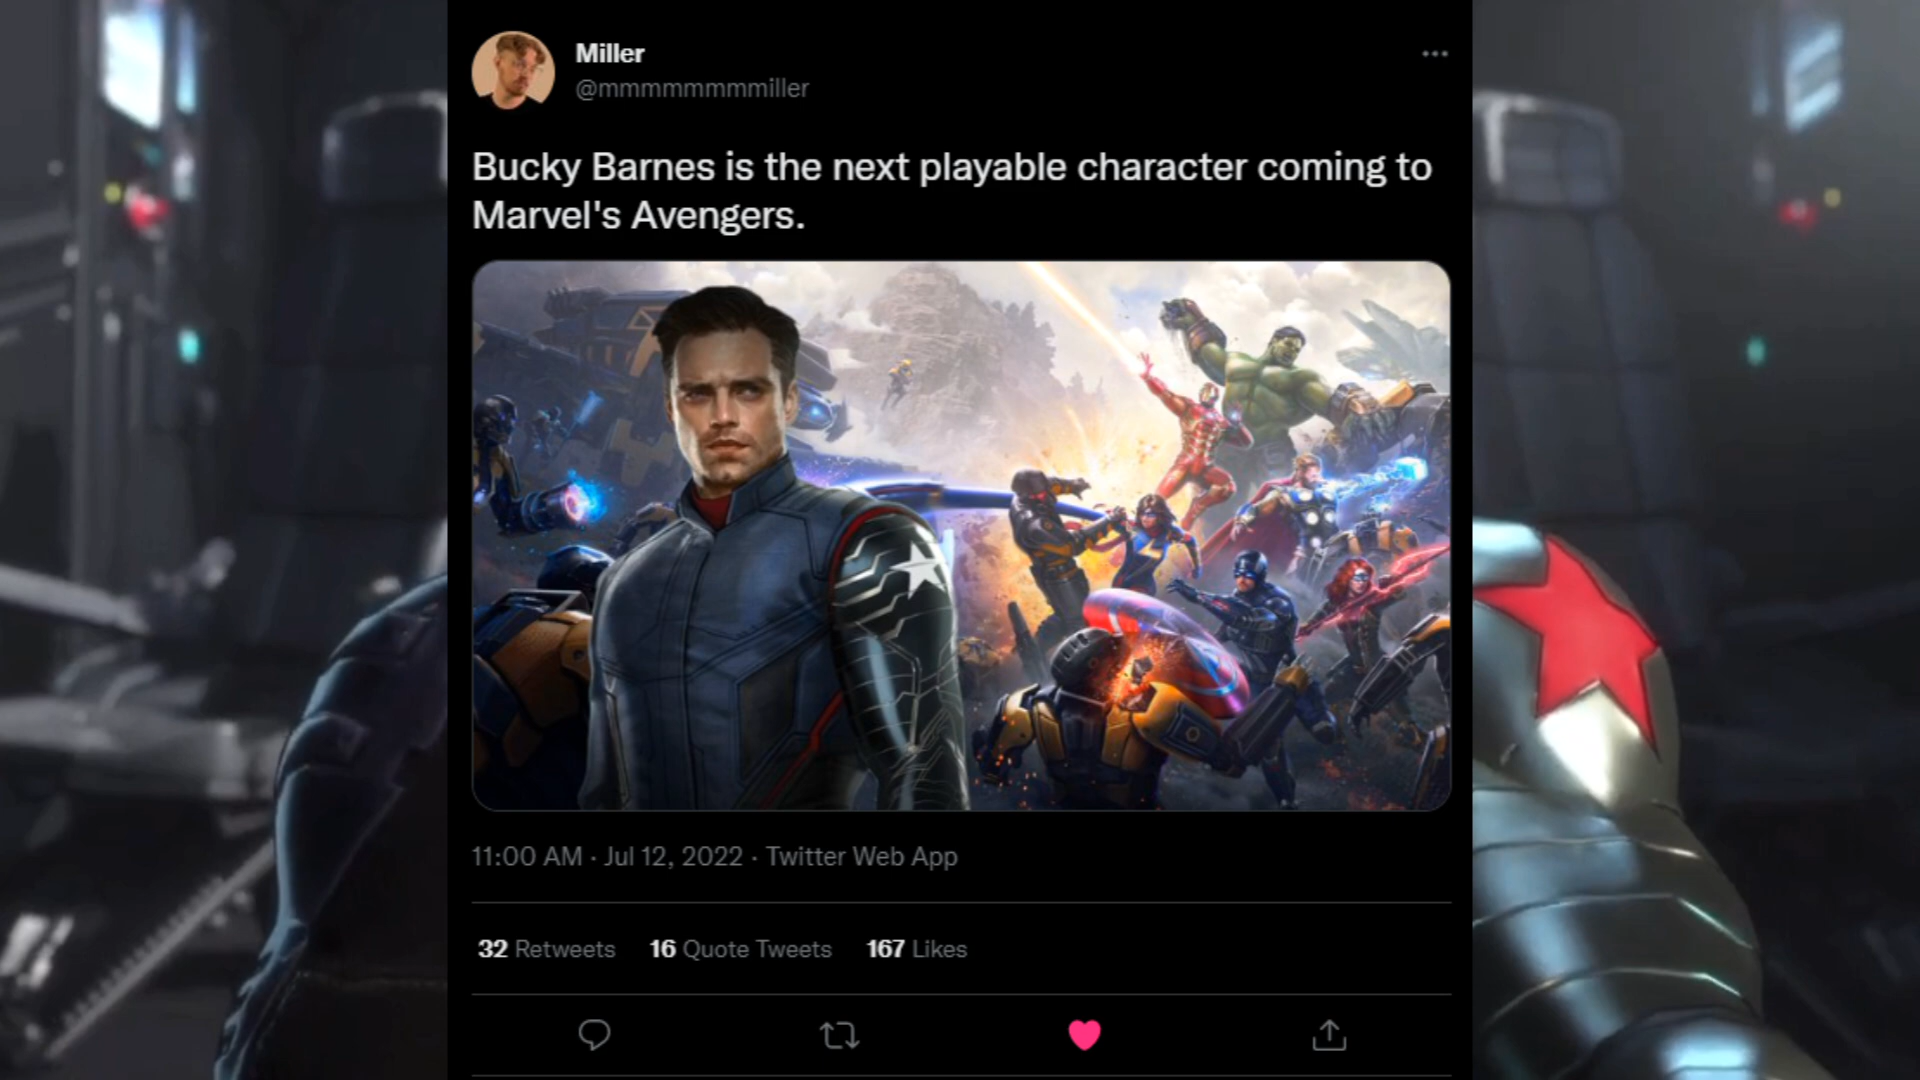 Miller
@mmmmmmmmiller
Bucky Barnes is the next playable character coming to
Marvel's Avengers.
11:00 AM · Jul 12, 2022 · Twitter Web App
32 Retweets 16 Quote Tweets 167 Likes